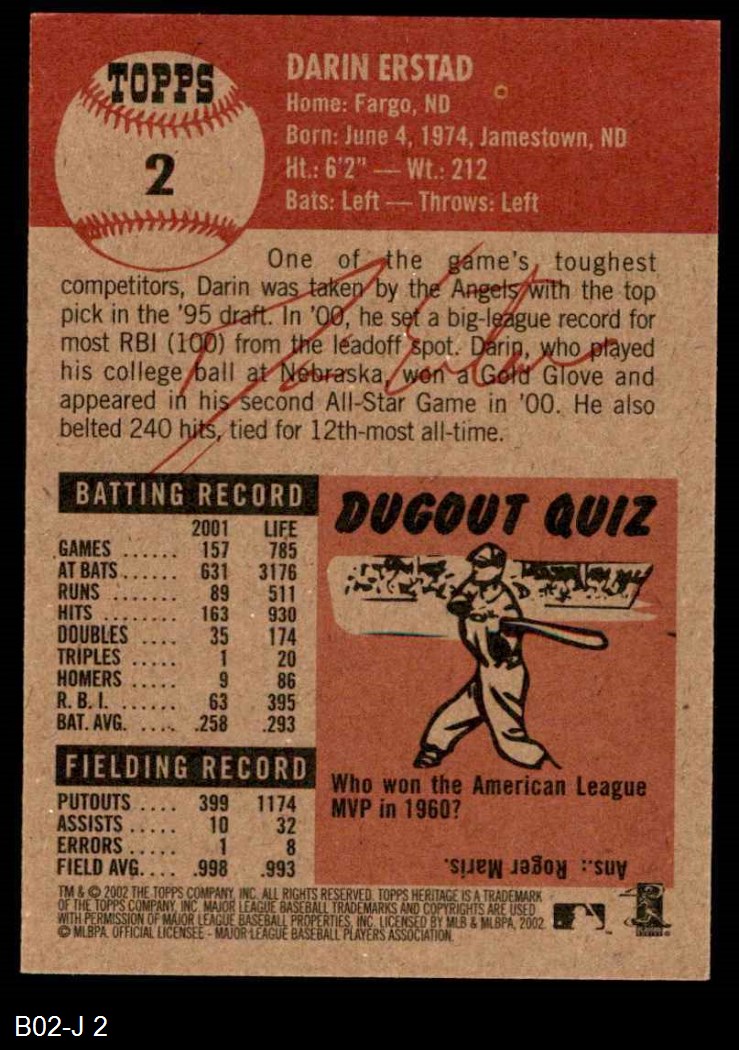 TOPPS
2
DARIN ERSTAD
Home: Fargo, ND
Born: June 4, 1974, Jamestown, ND
Ht.: 6'2" — Wt.: 212
Bats: Left — Throws: Left
One of the game's toughest
competitors, Darin was taken by the Angels with the top
pick in the '95 draft. In '00, he set a big-league record for
most RBI (100) from the leadoff spot. Darin, who played
his college ball at Nebraska, won a Gold Glove and
appeared in his second All-Star Game in '00. He also
belted 240 hits, tied for 12th-most all-time.
BATTING RECORD
2001 LIFE
GAMES ...... 157 785
AT BATS...... 631 3176
RUNS ....... 89 511
HITS ........ 163 930
DOUBLES .... 35 174
TRIPLES ..... 1 20
HOMERS ..... 9 86
R. B. I. ...... 63 395
BAT. AVG. .... .258 .293
FIELDING RECORD
PUTOUTS .... 399 1174
ASSISTS ..... 10 32
ERRORS ..... 1 8
FIELD AVG. ... .998 .993
DUGOUT QUIZ
Who won the American League
MVP in 1960?
Ans.: Roger Maris.
TM & © 2002 THE TOPPS COMPANY, INC. ALL RIGHTS RESERVED. TOPPS HERITAGE IS A TRADEMARK
OF THE TOPPS COMPANY, INC. MAJOR LEAGUE BASEBALL TRADEMARKS AND COPYRIGHTS ARE USED
WITH PERMISSION OF MAJOR LEAGUE BASEBALL PROPERTIES, INC. LICENSED BY MLB & MLBPA, 2002
© MLBPA. OFFICIAL LICENSEE - MAJOR LEAGUE BASEBALL PLAYERS ASSOCIATION.
B02-J 2